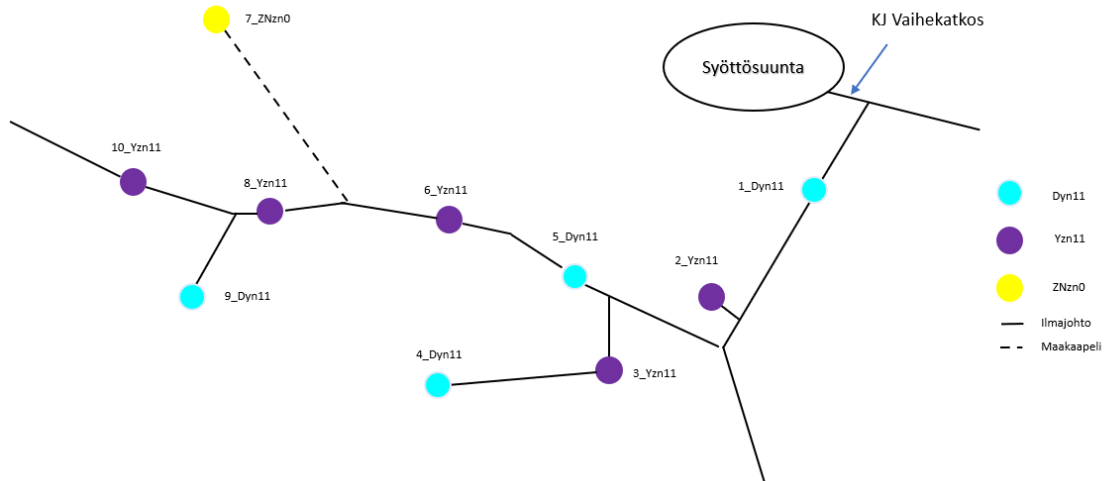 7_ZNzn0
KJ Vaihekatkos
Syöttösuunta
10_Yzn11
8_Yzn11
6_Yzn11
1_Dyn11
5_Dyn11
2_Yzn11
9_Dyn11
4_Dyn11
3_Yzn11
Dyn11
Yzn11
ZNzn0
Ilmajohto
Maakaapeli